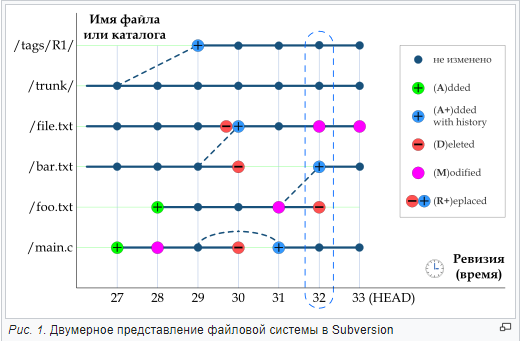 Имя файла
или каталога
/tags/R1/
/trunk/
/file.txt
/bar.txt
/foo.txt
/main.c
27 28 29 30 31 32 33 (HEAD)
не изменено
(A)dded
(A+)dded
with history
(D)eleted
(M)odified
(R+)eplaced
Ревизия
(время)
Рис. 1. Двумерное представление файловой системы в Subversion